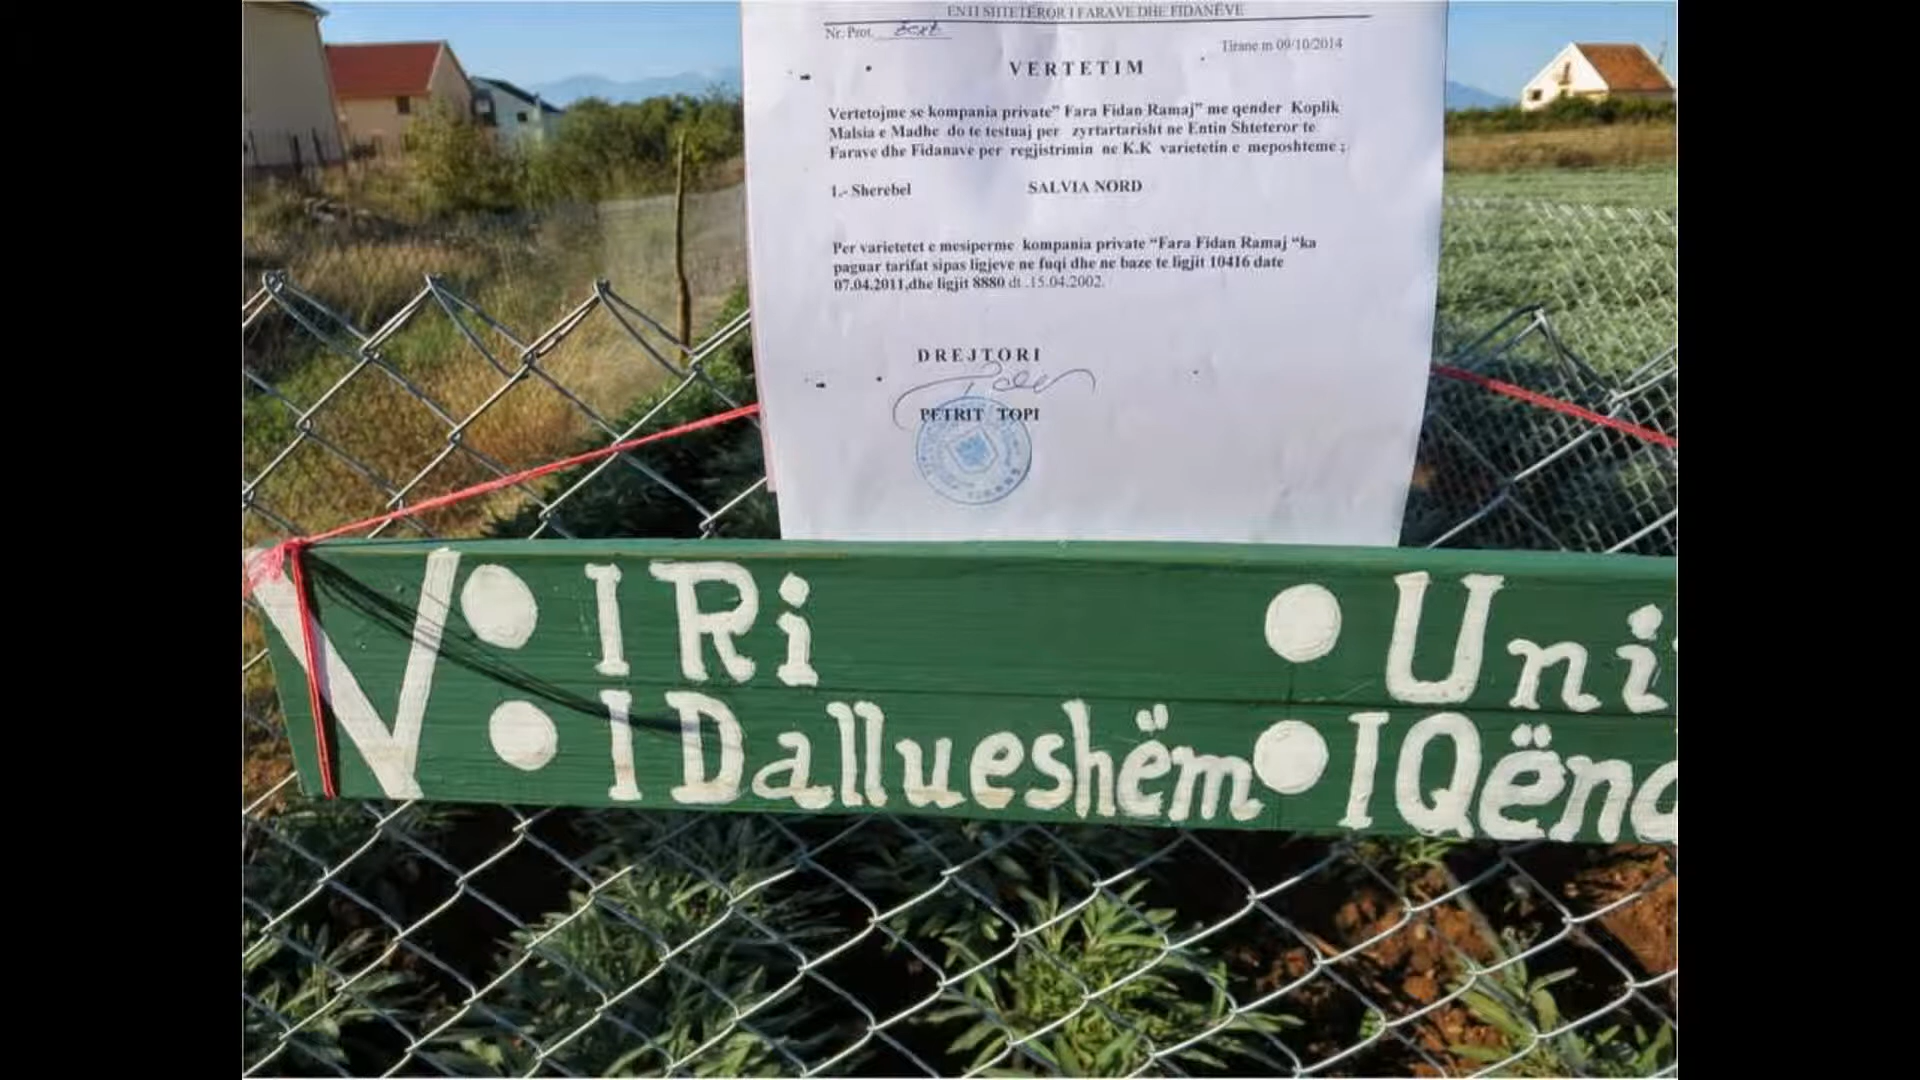 ENTI SHTETËROR I FARAVE DHE FIDANËVE
Nr. Prot.
Tirane m 09/10/2014
VERTETIM
Vertetojme se kompania private" Fara Fidan Ramaj" me qender Koplik
Malsia e Madhe do te testuaj per zyrtartarisht ne Entin Shteteror te
Farave dhe Fidanave per regjistrimin ne K.K varietetin e meposhteme ;
1.- Sherebel SALVIA NORD
Per varietetet e mesiperme kompania private "Fara Fidan Ramaj "ka
paguar tarifat sipas ligjeve ne fuqi dhe ne baze te ligjit 10416 date
07.04.2011,dhe ligjit 8880 dt .15.04.2002.
DREJTORI
PETRIT TOPI
V • I Ri • Uni
• I Dallueshëm • I Qënd